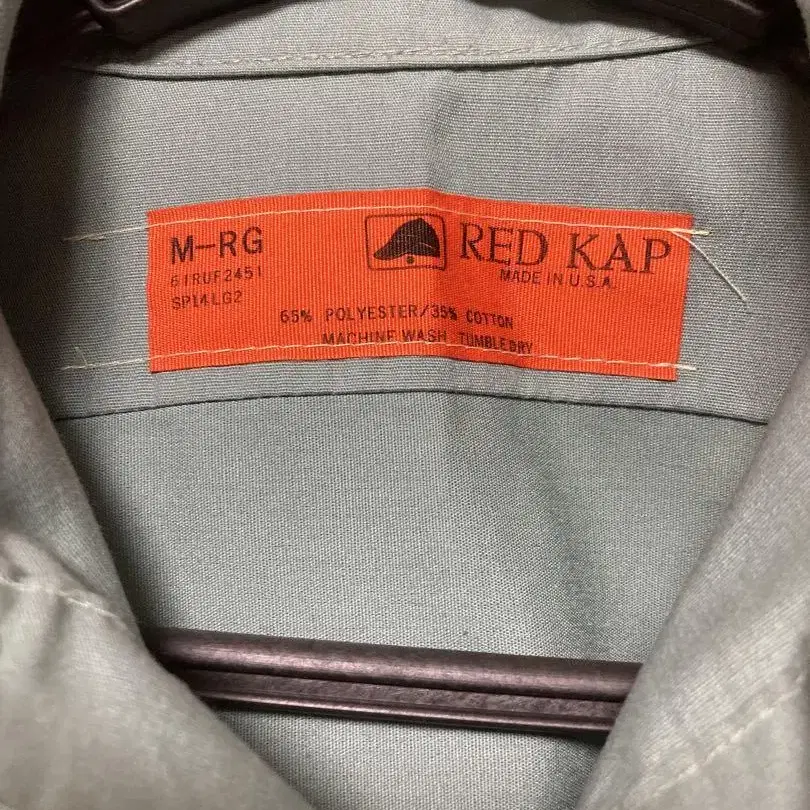 M-RG
RED KAP
MADE IN U.S.A.
61RUF2451
SP14LG2
65% POLYESTER/35% COTTON
MACHINE WASH, TUMBLE DRY